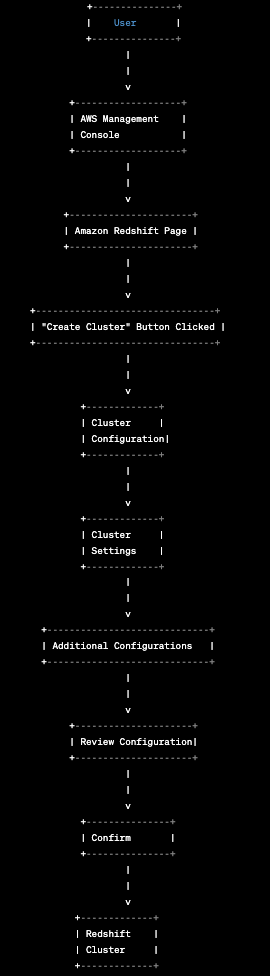 User
AWS Management
Console
Amazon Redshift Page
"Create Cluster" Button Clicked
Cluster
Configuration
Cluster
Settings
Additional Configurations
Review Configuration
Confirm
Redshift
Cluster